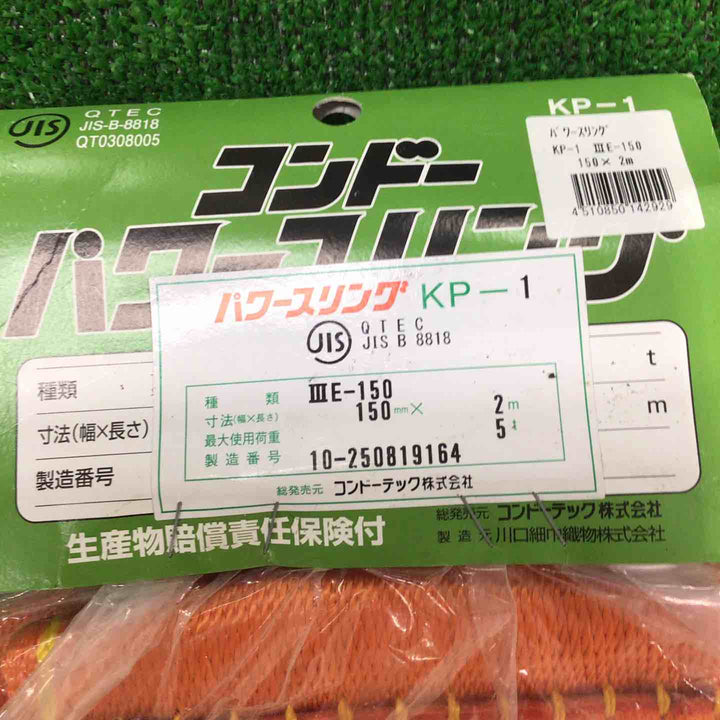 JIS
QTEC
JIS-B-8818
QT0308005
KP-1
コンドー
パワースリング
パワースリング
KP-1 ⅢE-150
150× 2m
4510850142929
パワースリング KP-1
JIS
QTEC
JIS B 8818
種類 ⅢE-150
寸法(幅×長さ) 150mm× 2m
最大使用荷重 5t
製造番号 10-250819164
総発売元 コンドーテック株式会社
種類
t
寸法(幅×長さ)
m
製造番号
総発売元 コンドーテック株式会社
製造元 川口細巾織物株式会社
生産物賠償責任保険付